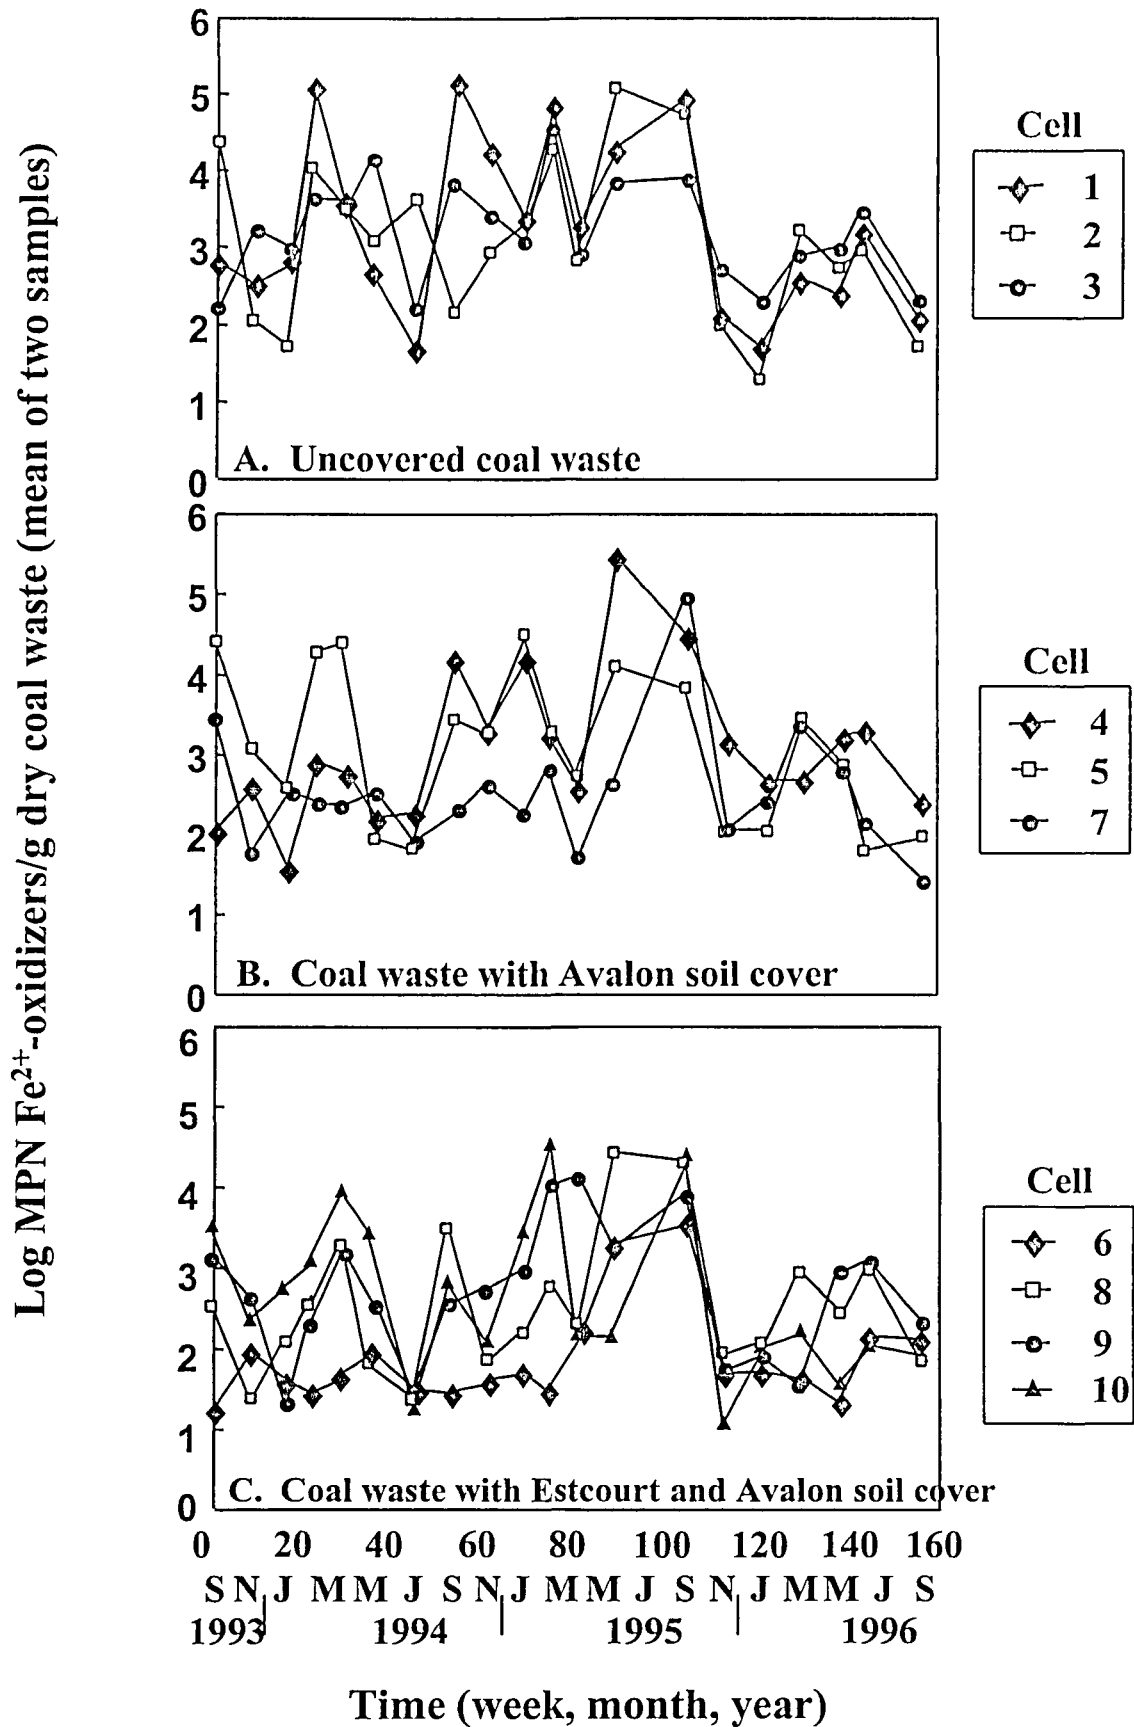 Log MPN Fe²⁺-oxidizers/g dry coal waste (mean of two samples)
6
5
4
3
2
1
0
A. Uncovered coal waste
Cell
1
2
3
6
5
4
3
2
1
0
B. Coal waste with Avalon soil cover
Cell
4
5
7
6
5
4
3
2
1
0
C. Coal waste with Estcourt and Avalon soil cover
Cell
6
8
9
10
0 20 40 60 80 100 120 140 160
S N J M M J S N J M M J S N J M M J S
1993 1994 1995 1996
Time (week, month, year)